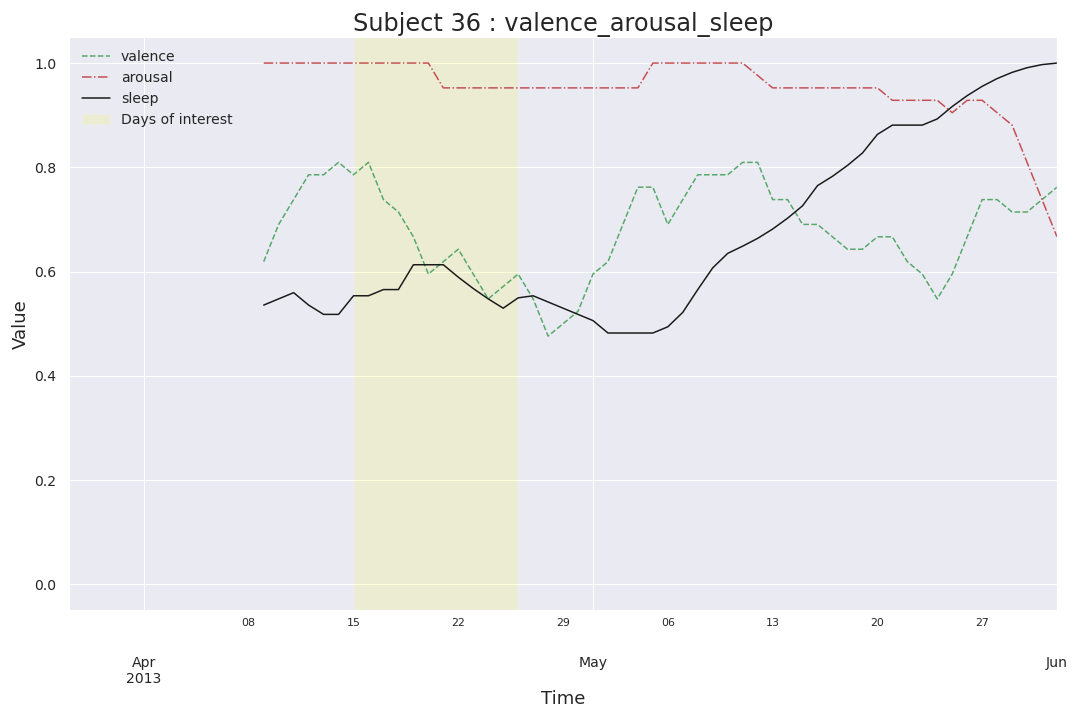 Subject 36 : valence_arousal_sleep
valence
arousal
sleep
Days of interest
1.0
0.8
0.6
0.4
0.2
0.0
Value
08 15 22 29 06 13 20 27
Apr May Jun
2013
Time